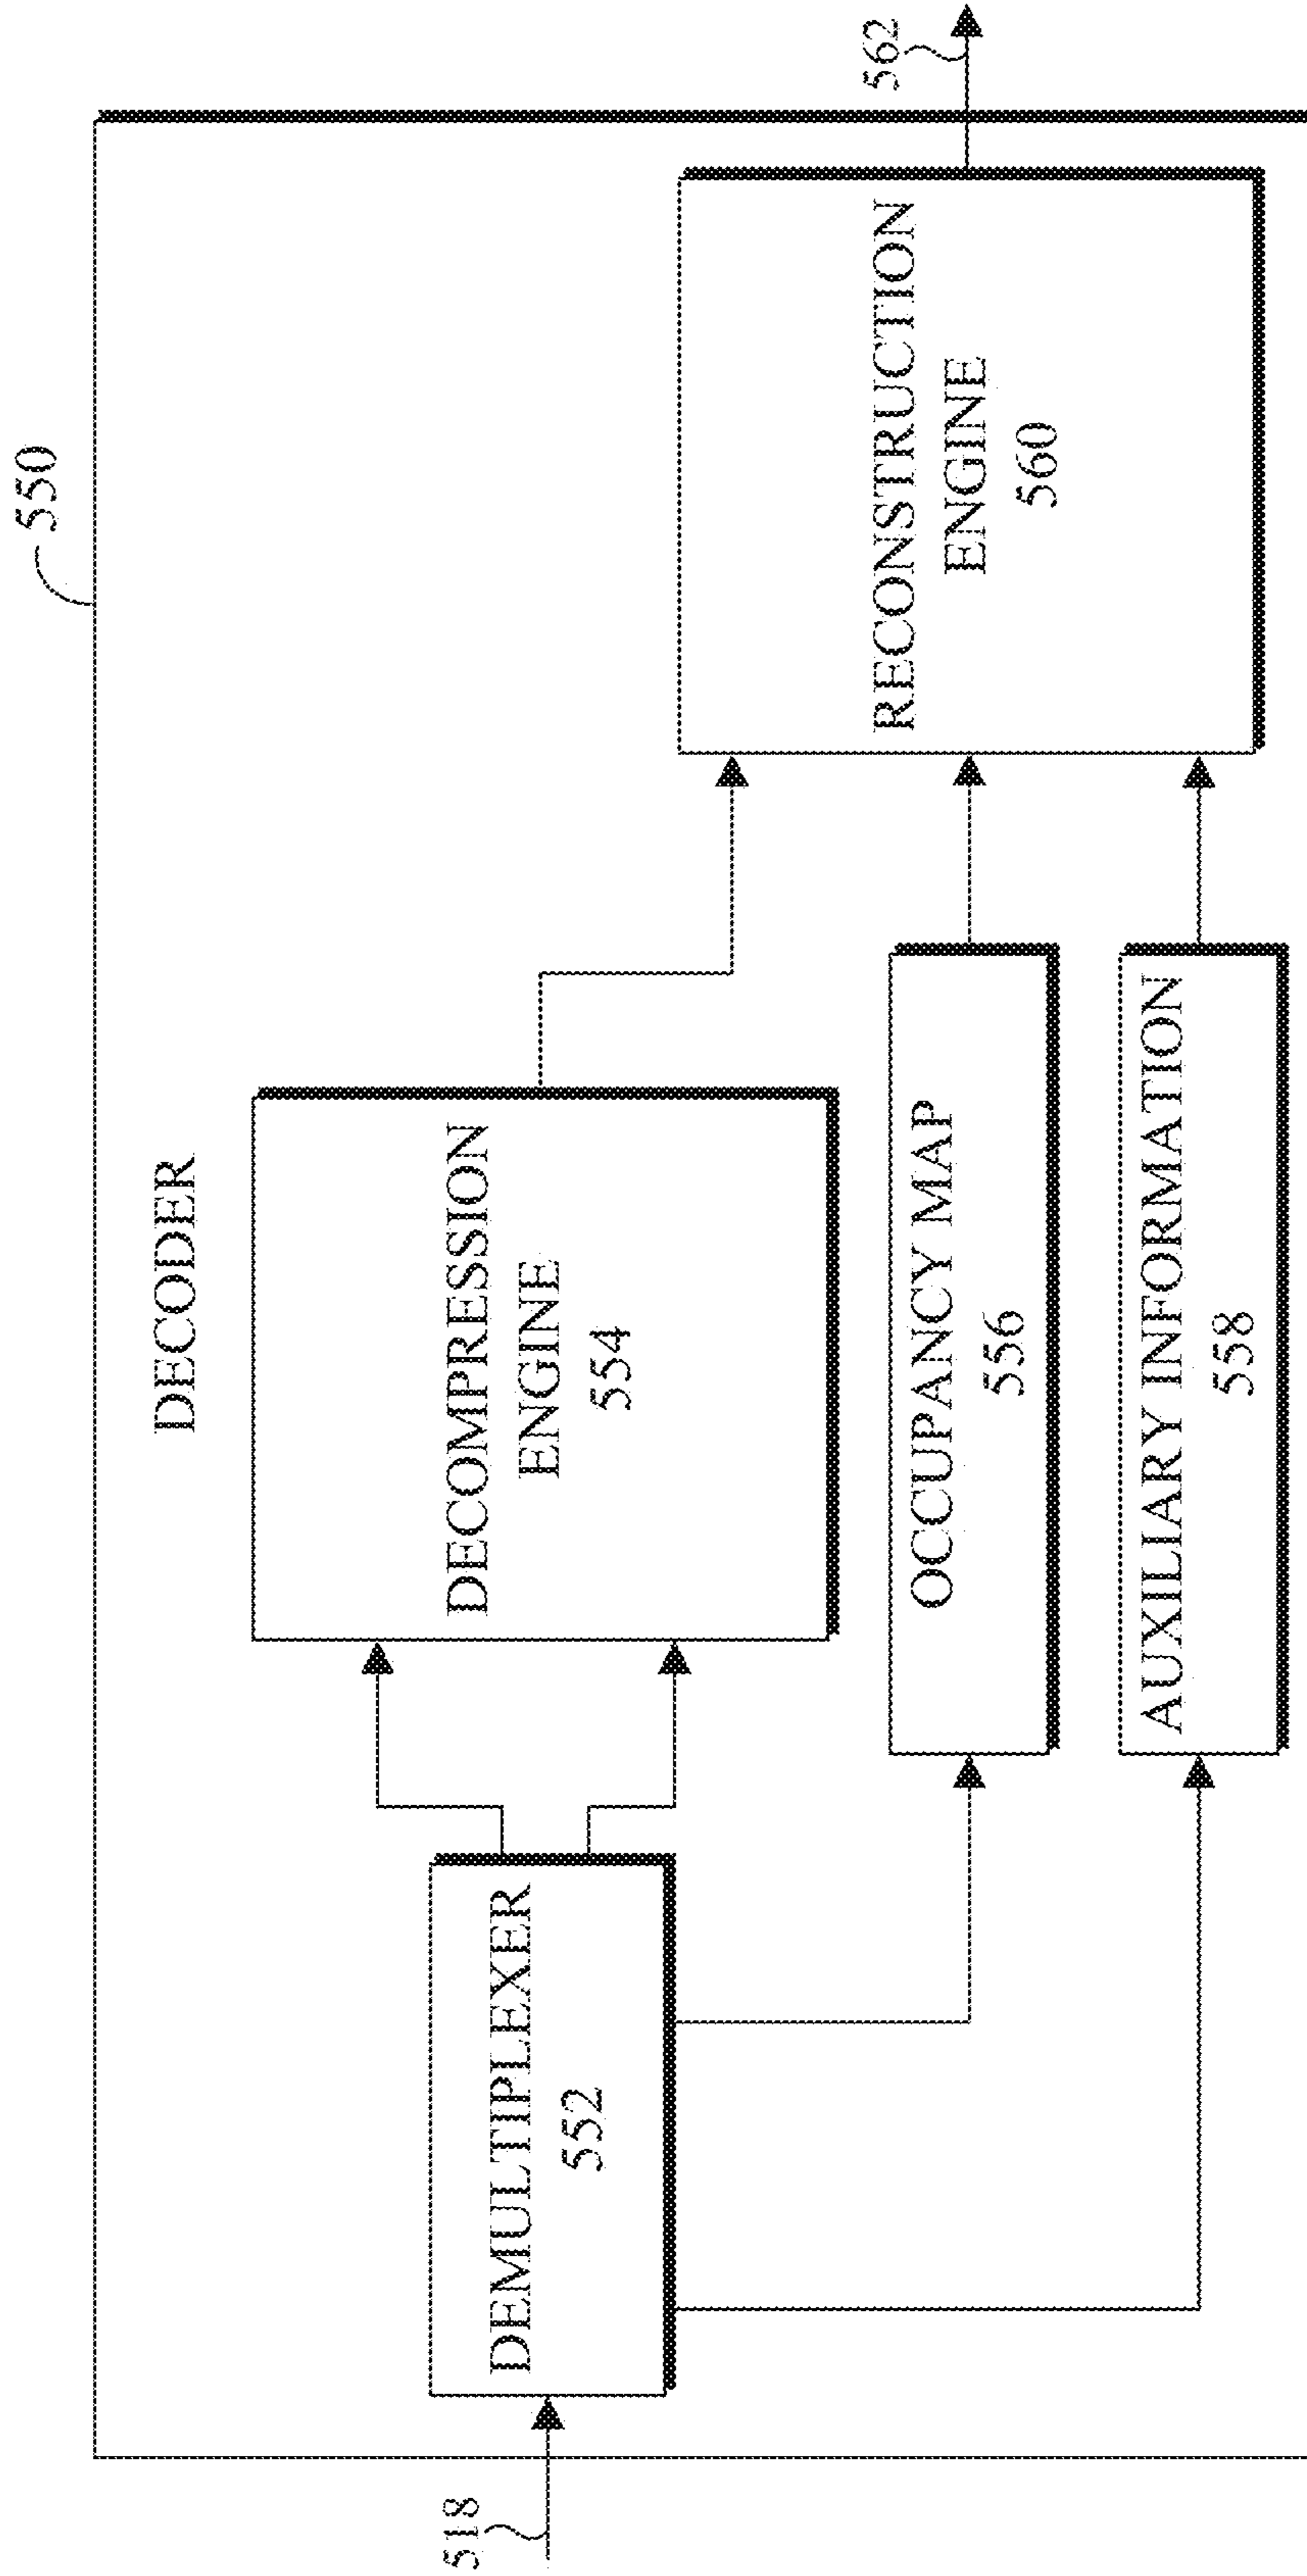 550
DECODER
518
DEMULTIPLEXER
552
DECOMPRESSION
ENGINE
554
OCCUPANCY MAP
556
AUXILIARY INFORMATION
558
RECONSTRUCTION
ENGINE
560
562